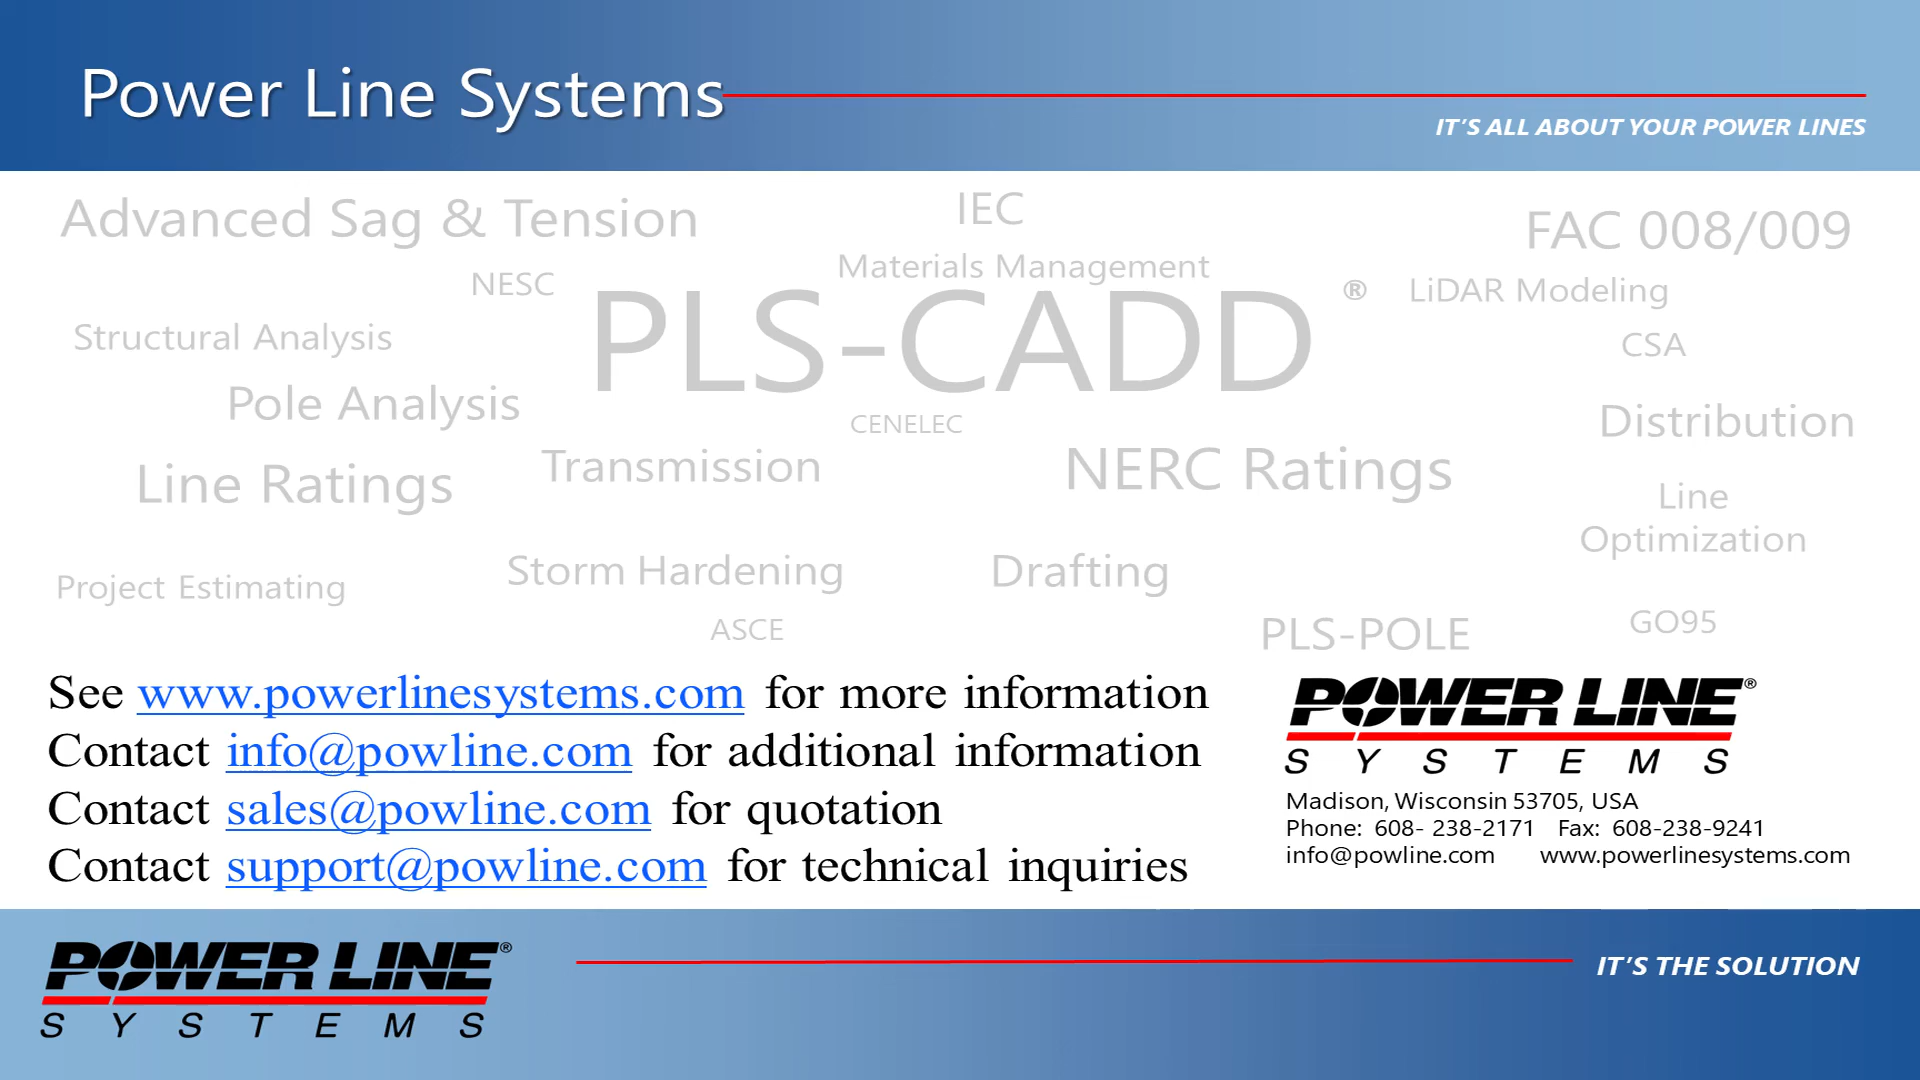 Power Line Systems
IT'S ALL ABOUT YOUR POWER LINES
Advanced Sag & Tension
IEC
FAC 008/009
Materials Management
NESC
PLS-CADD ®
LiDAR Modeling
Structural Analysis
CSA
Pole Analysis
CENELEC
Distribution
Line Ratings
Transmission
NERC Ratings
Line
Optimization
Storm Hardening
Drafting
Project Estimating
ASCE
PLS-POLE
GO95
See www.powerlinesystems.com for more information
Contact info@powline.com for additional information
Contact sales@powline.com for quotation
Contact support@powline.com for technical inquiries
POWER LINE®
SYSTEMS
Madison, Wisconsin 53705, USA
Phone: 608- 238-2171 Fax: 608-238-9241
info@powline.com www.powerlinesystems.com
POWER LINE®
SYSTEMS
IT'S THE SOLUTION